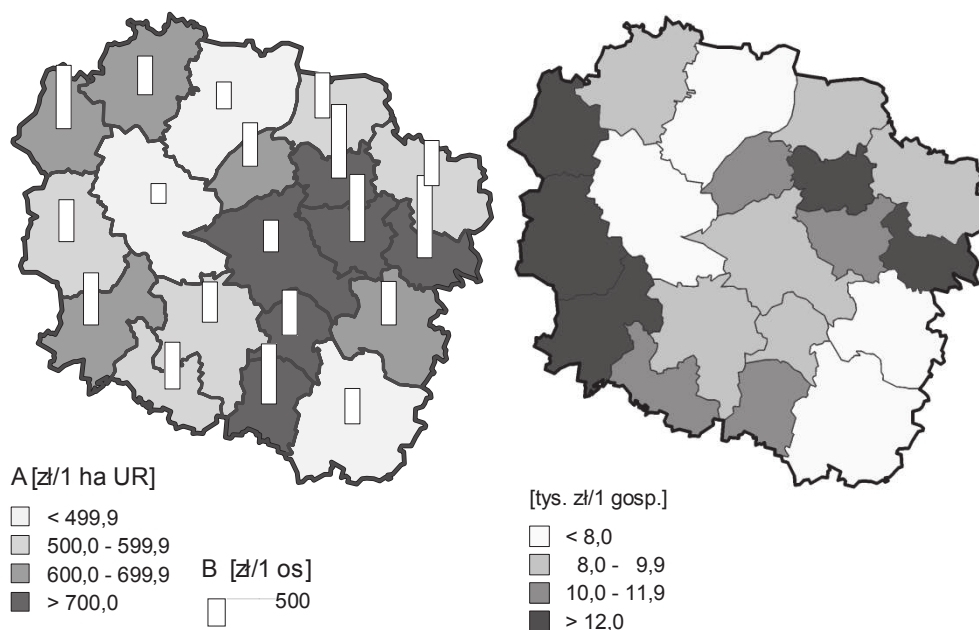 A [zł/1 ha UR]
< 499,9
500,0 - 599,9
600,0 - 699,9
> 700,0
B [zł/1 os]
500
[tys. zł/1 gosp.]
< 8,0
8,0 - 9,9
10,0 - 11,9
> 12,0